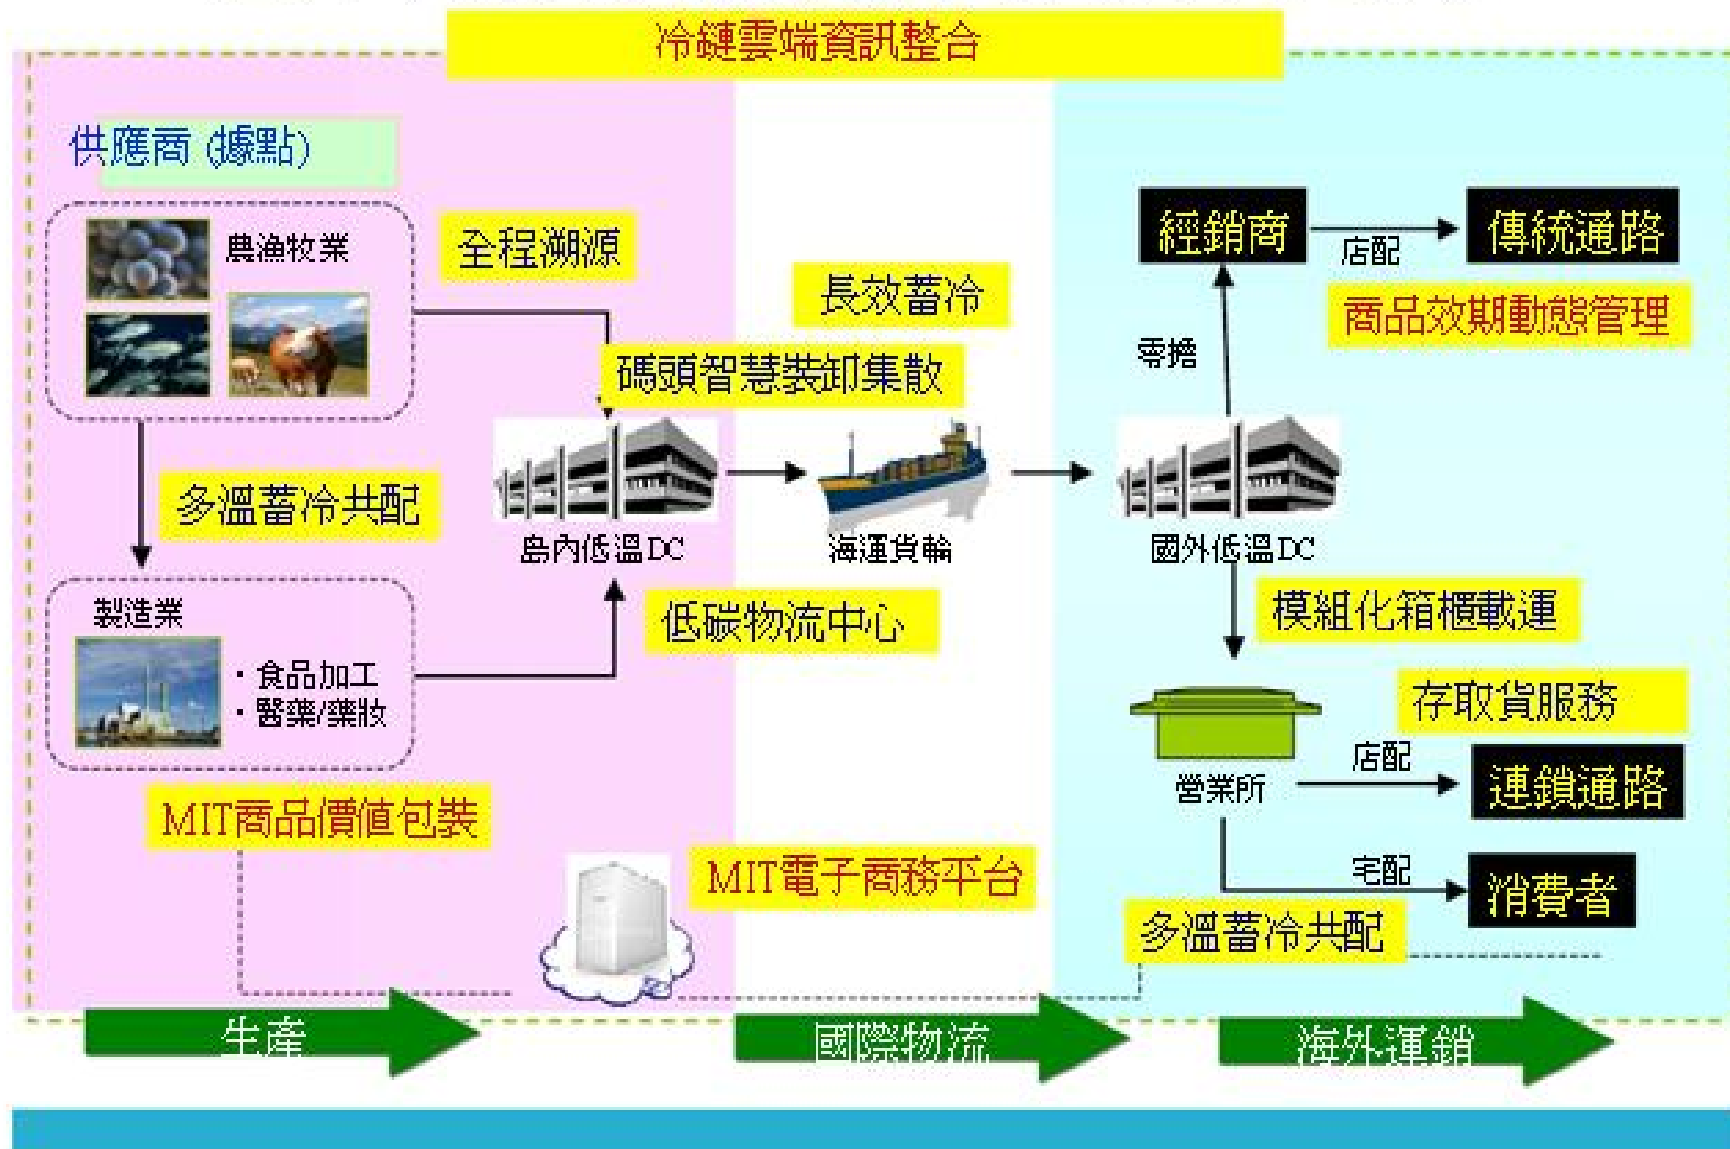 冷鏈雲端資訊整合
供應商 (據點)
農漁牧業
全程溯源
長效蓄冷
碼頭智慧裝卸集散
多溫蓄冷共配
島內低溫DC
海運貨輪
製造業
・食品加工
・醫藥/藥妝
低碳物流中心
MIT商品價值包裝
MIT電子商務平台
經銷商
店配
傳統通路
商品效期動態管理
零擔
國外低溫DC
模組化箱櫃載運
存取貨服務
營業所
店配
連鎖通路
宅配
消費者
多溫蓄冷共配
生產
國際物流
海外運銷